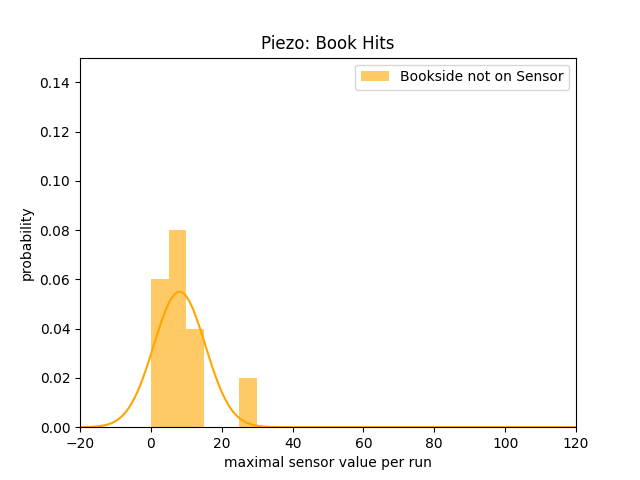 Piezo: Book Hits
Bookside not on Sensor
probability
0.14
0.12
0.10
0.08
0.06
0.04
0.02
0.00
−20 0 20 40 60 80 100 120
maximal sensor value per run